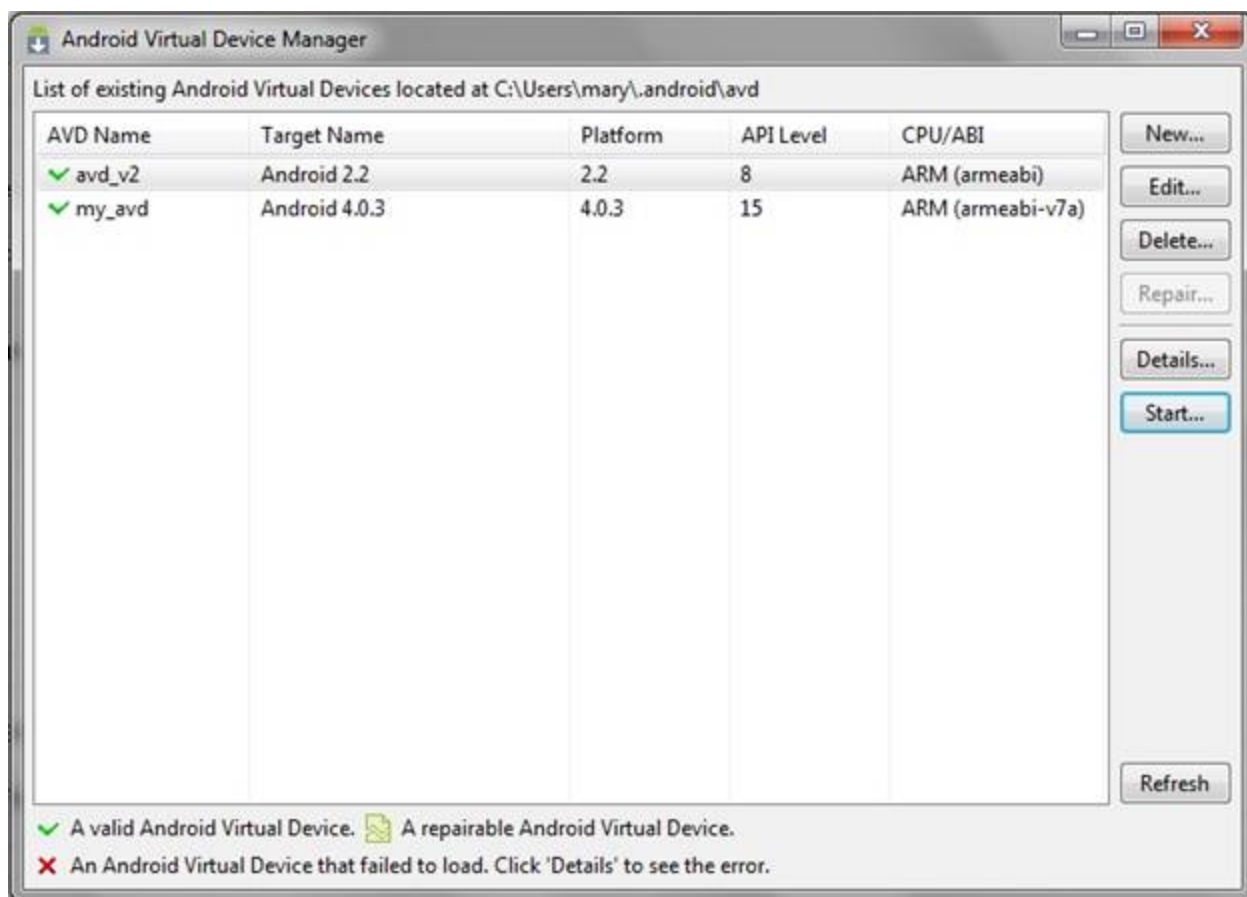 Android Virtual Device Manager
List of existing Android Virtual Devices located at C:\Users\mary\.android\avd
AVD Name Target Name Platform API Level CPU/ABI
avd_v2 Android 2.2 2.2 8 ARM (armeabi)
my_avd Android 4.0.3 4.0.3 15 ARM (armeabi-v7a)
New...
Edit...
Delete...
Repair...
Details...
Start...
Refresh
A valid Android Virtual Device. A repairable Android Virtual Device.
An Android Virtual Device that failed to load. Click 'Details' to see the error.